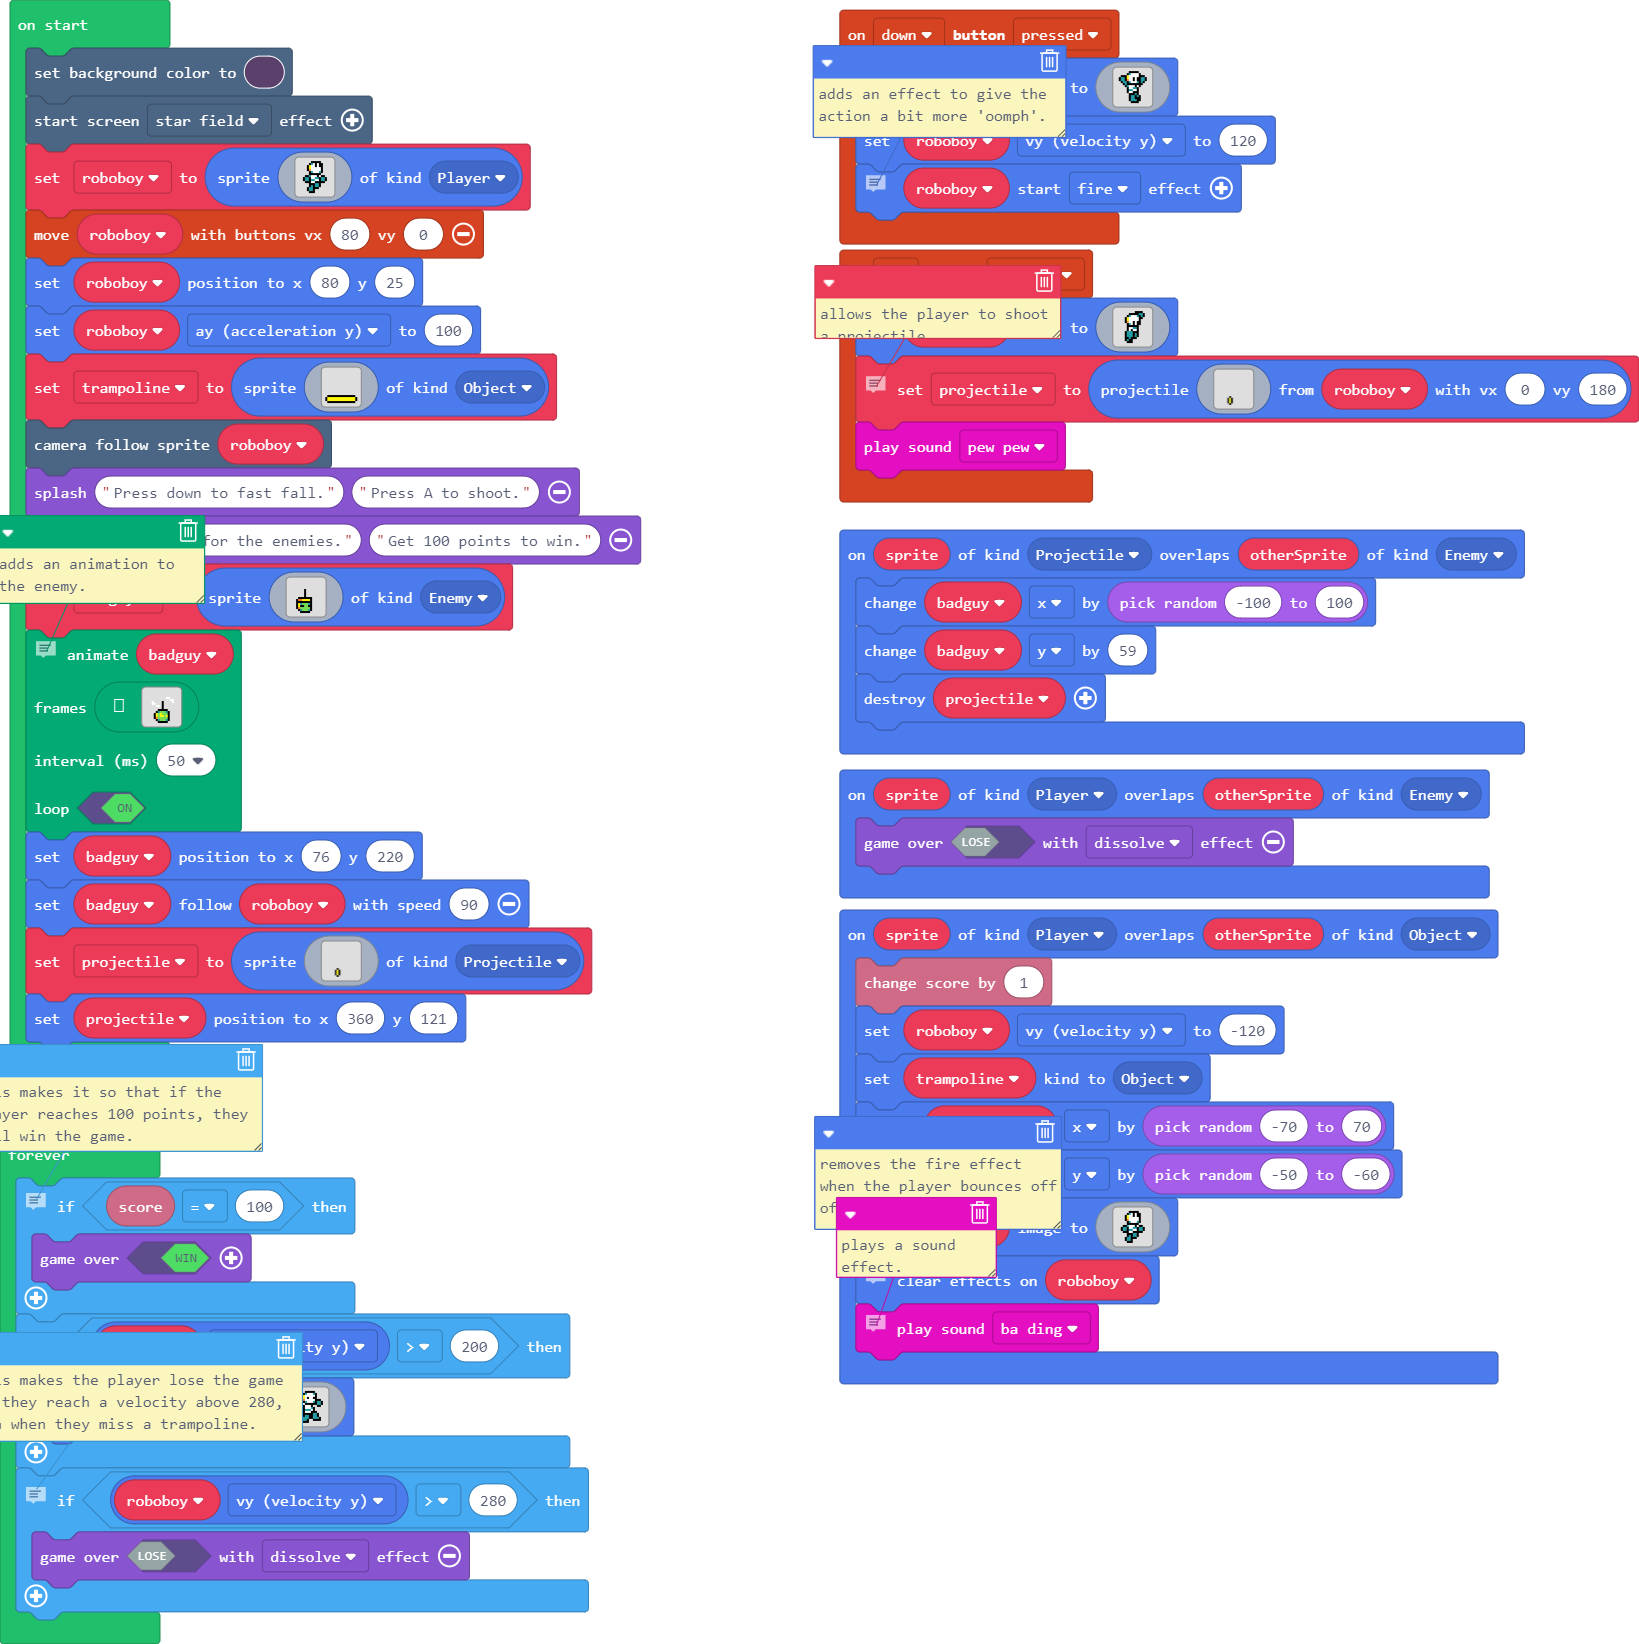 on start
set background color to
start screen star field effect
set roboboy to sprite of kind Player
move roboboy with buttons vx 80 vy 0
set roboboy position to x 80 y 25
set roboboy ay (acceleration y) to 100
set trampoline to sprite of kind Object
camera follow sprite roboboy
splash "Press down to fast fall." "Press A to shoot."
for the enemies." "Get 100 points to win."
adds an animation to
the enemy.
sprite of kind Enemy
animate badguy
frames
interval (ms) 50
loop ON
set badguy position to x 76 y 220
set badguy follow roboboy with speed 90
set projectile to sprite of kind Projectile
set projectile position to x 360 y 121
s makes it so that if the
yer reaches 100 points, they
l win the game.
forever
if score = 100 then
game over WIN
ty y) > 200 then
s makes the player lose the game
they reach a velocity above 280,
when they miss a trampoline.
if roboboy vy (velocity y) > 280 then
game over LOSE with dissolve effect
on down button pressed
adds an effect to give the
action a bit more 'oomph'.
to
set roboboy vy (velocity y) to 120
roboboy start fire effect
allows the player to shoot
a projectile
to
set projectile to projectile from roboboy with vx 0 vy 180
play sound pew pew
on sprite of kind Projectile overlaps otherSprite of kind Enemy
change badguy x by pick random -100 to 100
change badguy y by 59
destroy projectile
on sprite of kind Player overlaps otherSprite of kind Enemy
game over LOSE with dissolve effect
on sprite of kind Player overlaps otherSprite of kind Object
change score by 1
set roboboy vy (velocity y) to -120
set trampoline kind to Object
x by pick random -70 to 70
y by pick random -50 to -60
removes the fire effect
when the player bounces off
of
image to
plays a sound
effect.
clear effects on roboboy
play sound ba ding